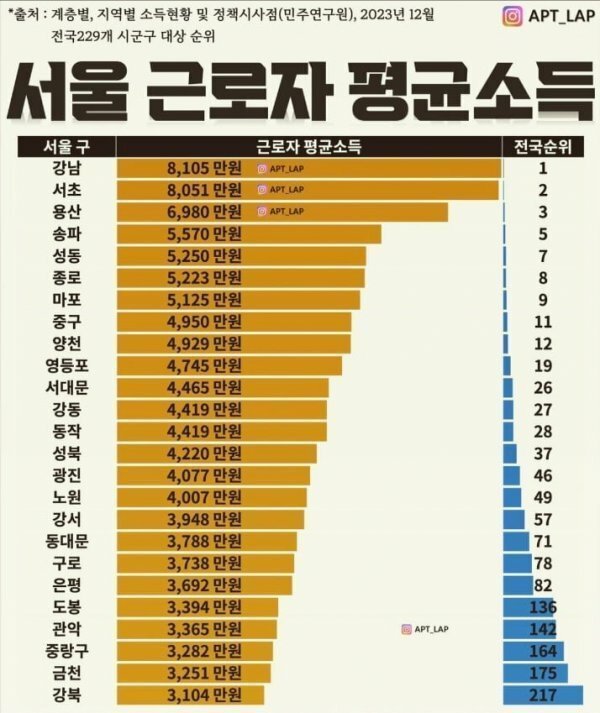 *출처 : 계층별, 지역별 소득현황 및 정책시사점(민주연구원), 2023년 12월
전국229개 시군구 대상 순위
APT_LAP
서울 근로자 평균소득
서울 구 근로자 평균소득 전국순위
강남 8,105 만원 APT_LAP 1
서초 8,051 만원 APT_LAP 2
용산 6,980 만원 APT_LAP 3
송파 5,570 만원 5
성동 5,250 만원 7
종로 5,223 만원 8
마포 5,125 만원 9
중구 4,950 만원 11
양천 4,929 만원 12
영등포 4,745 만원 19
서대문 4,465 만원 26
강동 4,419 만원 27
동작 4,419 만원 28
성북 4,220 만원 37
광진 4,077 만원 46
노원 4,007 만원 49
강서 3,948 만원 57
동대문 3,788 만원 71
구로 3,738 만원 78
은평 3,692 만원 82
도봉 3,394 만원 136
관악 3,365 만원 APT_LAP 142
중랑구 3,282 만원 164
금천 3,251 만원 175
강북 3,104 만원 217